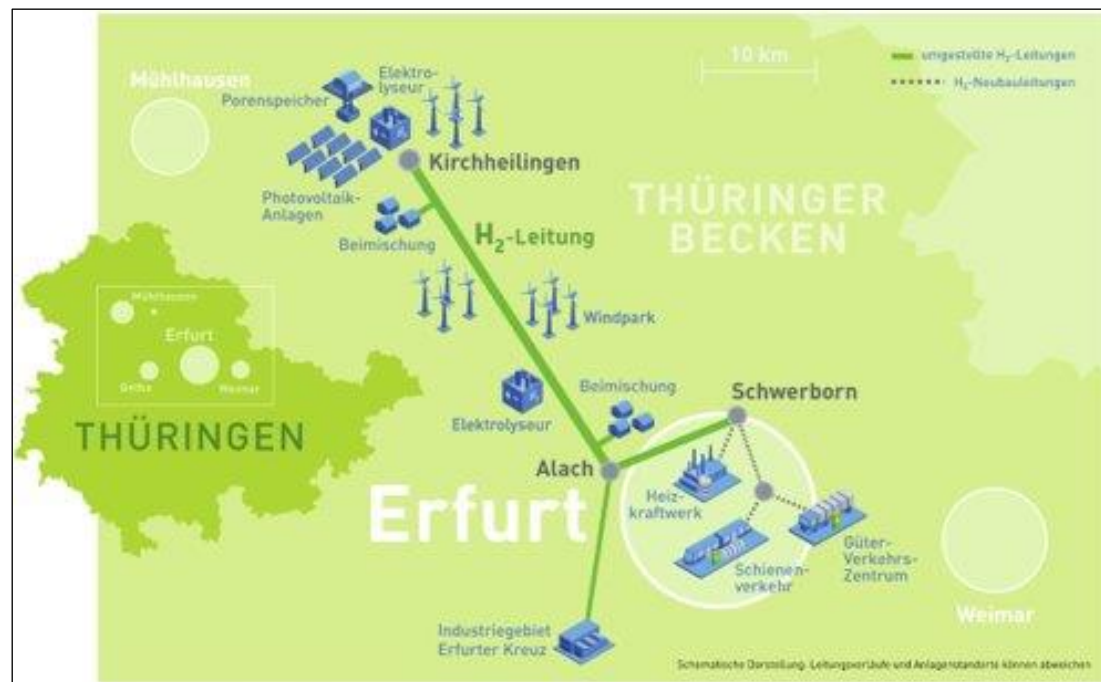 Mühlhausen
Elektro-
lyseur
Porenspeicher
10 km
umgestellte H₂-Leitungen
H₂-Neubauleitungen
Kirchheilingen
Photovoltaik-
Anlagen
Beimischung
H₂-Leitung
THÜRINGER
BECKEN
Windpark
Mühlhausen
Erfurt
Gotha
Weimar
THÜRINGEN
Elektrolyseur
Beimischung
Schwerborn
Alach
Erfurt
Heiz-
kraftwerk
Schienen-
verkehr
Güter-
Verkehrs-
Zentrum
Weimar
Industriegebiet
Erfurter Kreuz
Schematische Darstellung. Leitungsverläufe und Anlagenstandorte können abweichen